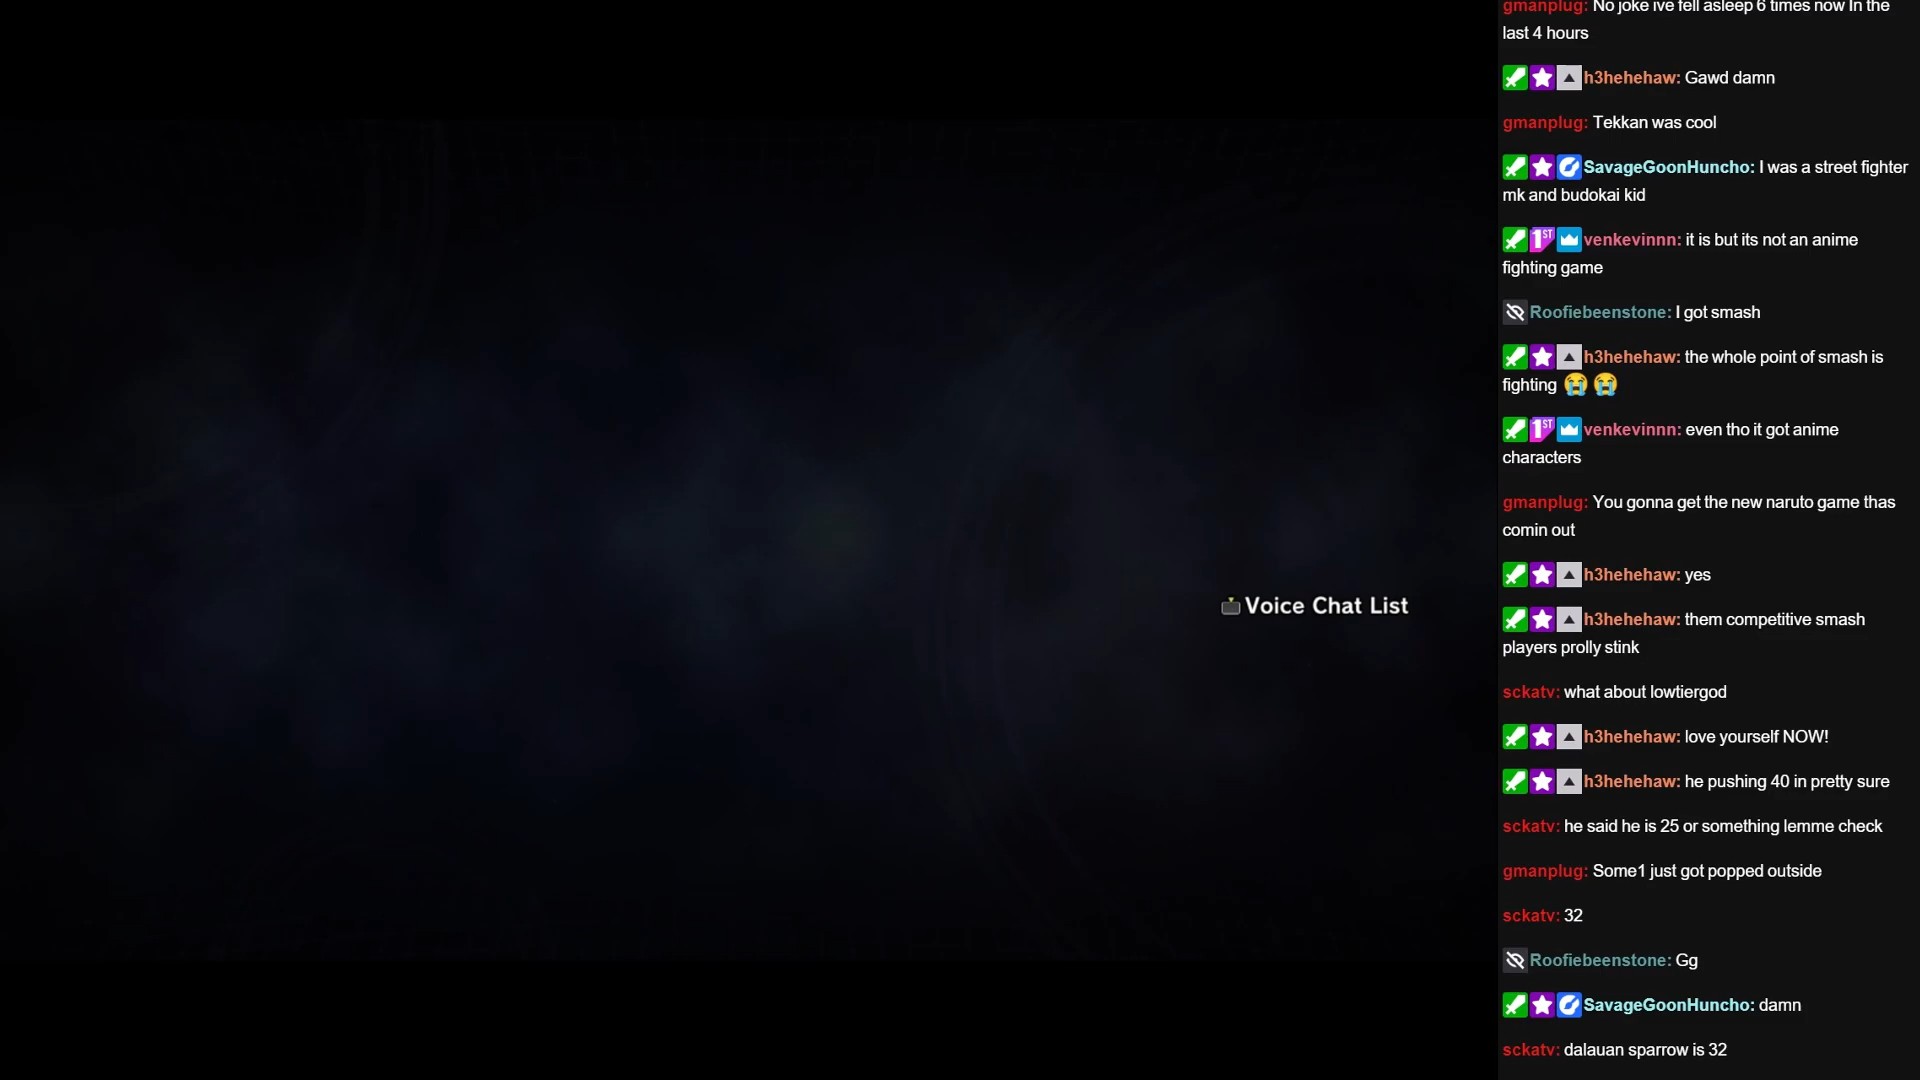 gmanplug: No joke ive fell asleep 6 times now In the
last 4 hours
h3hehehaw: Gawd damn
gmanplug: Tekkan was cool
SavageGoonHuncho: I was a street fighter
mk and budokai kid
1ST venkevinnn: it is but its not an anime
fighting game
Roofiebeenstone: I got smash
h3hehehaw: the whole point of smash is
fighting 😭 😭
1ST venkevinnn: even tho it got anime
characters
gmanplug: You gonna get the new naruto game thas
comin out
h3hehehaw: yes
Voice Chat List
h3hehehaw: them competitive smash
players prolly stink
sckatv: what about lowtiergod
h3hehehaw: love yourself NOW!
h3hehehaw: he pushing 40 in pretty sure
sckatv: he said he is 25 or something lemme check
gmanplug: Some1 just got popped outside
sckatv: 32
Roofiebeenstone: Gg
SavageGoonHuncho: damn
sckatv: dalauan sparrow is 32